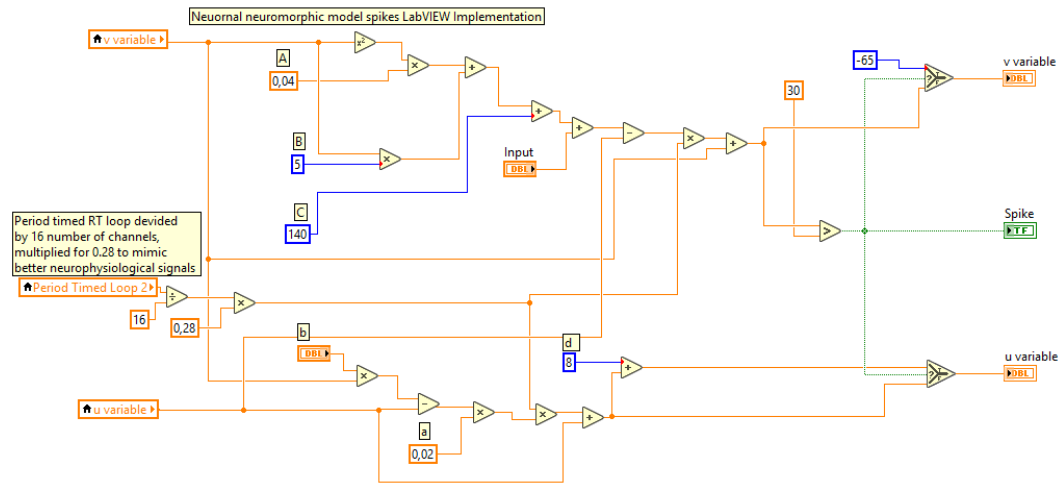 Neuornal neuromorphic model spikes LabVIEW Implementation
v variable
x²
A
0,04
B
5
C
140
Input
DBL
-65
v variable
DBL
30
Spike
TF
Period timed RT loop devided
by 16 number of channels,
multiplied for 0.28 to mimic
better neurophysiological signals
Period Timed Loop 2
16
0,28
b
DBL
d
8
u variable
DBL
u variable
a
0,02